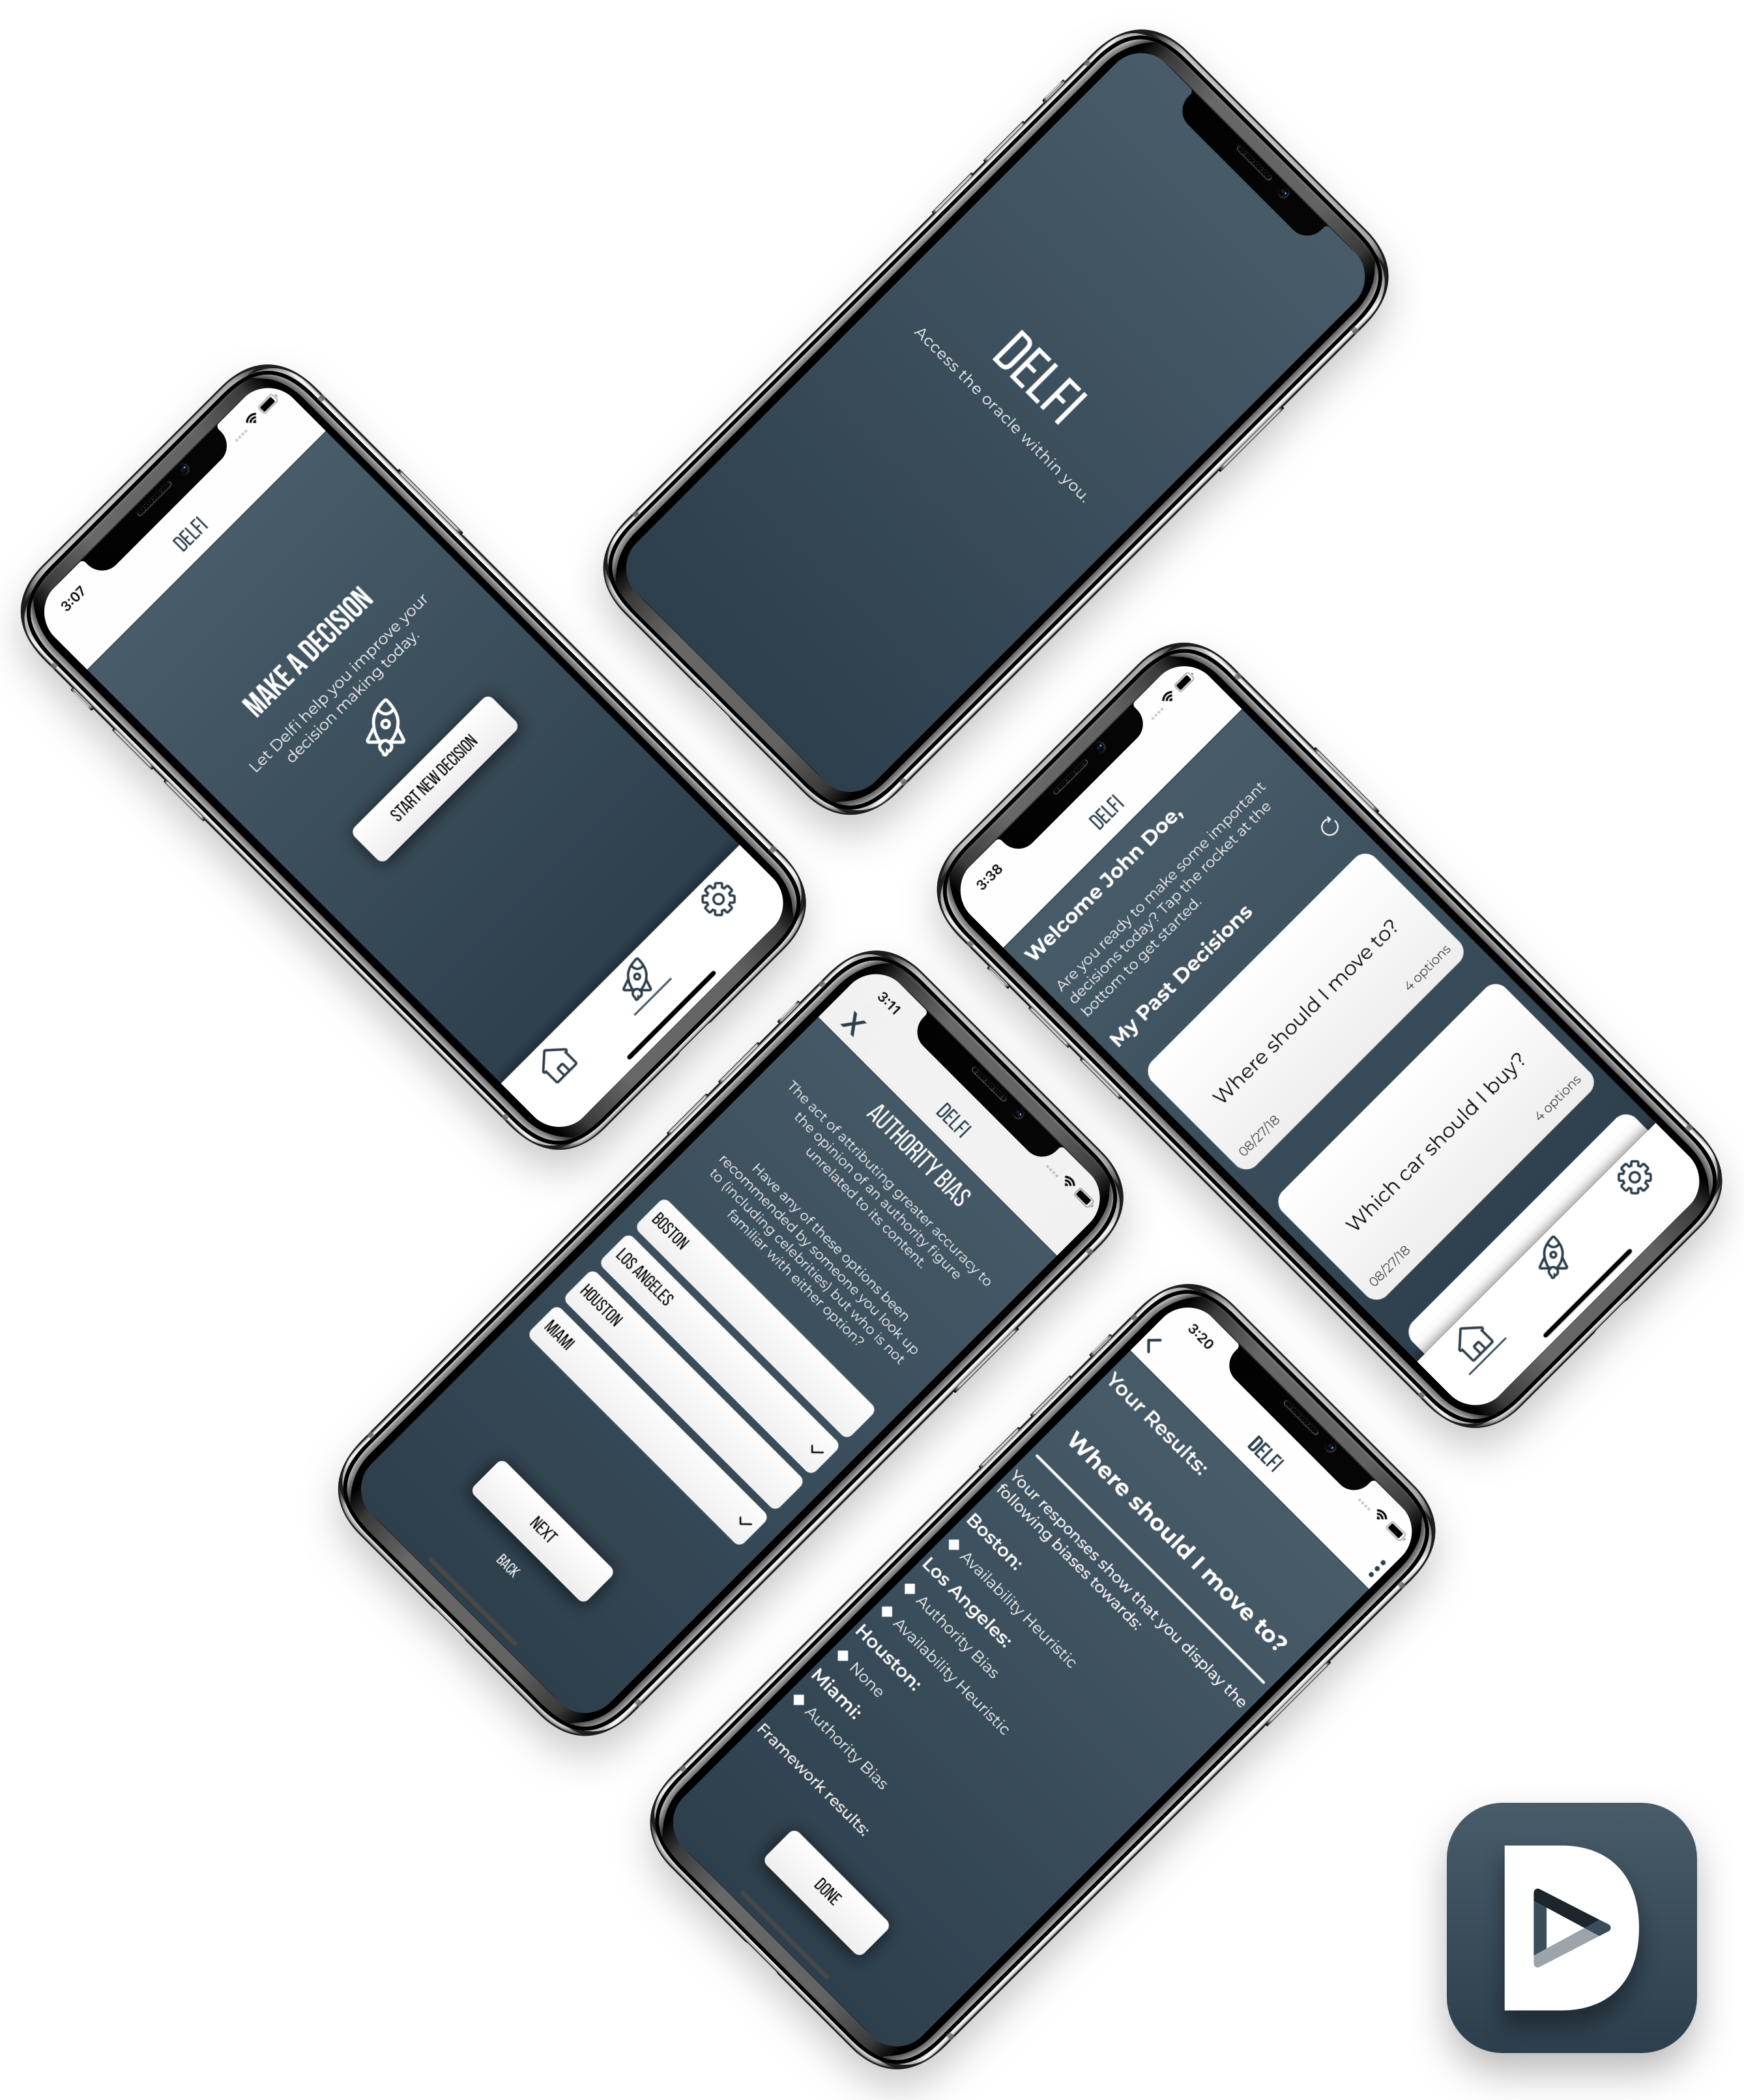 DELFI
Access the oracle within you.
3:07
DELFI
MAKE A DECISION
Let Delfi help you improve your
decision making today.
START NEW DECISION
3:38
DELFI
Welcome John Doe,
Are you ready to make some important
decisions today? Tap the rocket at the
bottom to get started.
My Past Decisions
Where should I move to?
08/27/18
4 options
Which car should I buy?
08/27/18
4 options
3:11
X
DELFI
AUTHORITY BIAS
The act of attributing greater accuracy to
the opinion of an authority figure
unrelated to its content.
Have any of these options been
recommended by someone you look up
to (including celebrities) but who is not
familiar with either option?
BOSTON
LOS ANGELES
HOUSTON
MIAMI
NEXT
BACK
3:20
DELFI
Your Results:
Where should I move to?
Your responses show that you display the
following biases towards:
Boston:
Availability Heuristic
Los Angeles:
Authority Bias
Availability Heuristic
Houston:
None
Miami:
Authority Bias
Framework results:
DONE
D